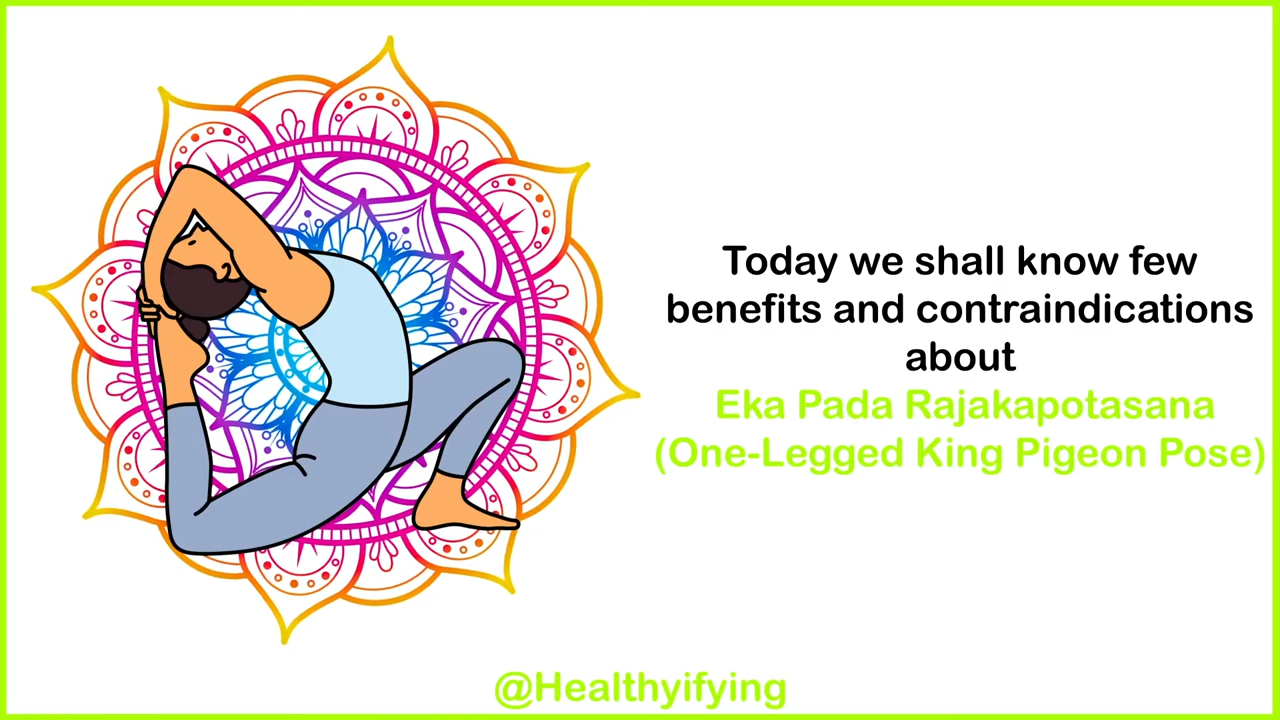 Today we shall know few
benefits and contraindications
about
Eka Pada Rajakapotasana
(One-Legged King Pigeon Pose)
@Healthyifying